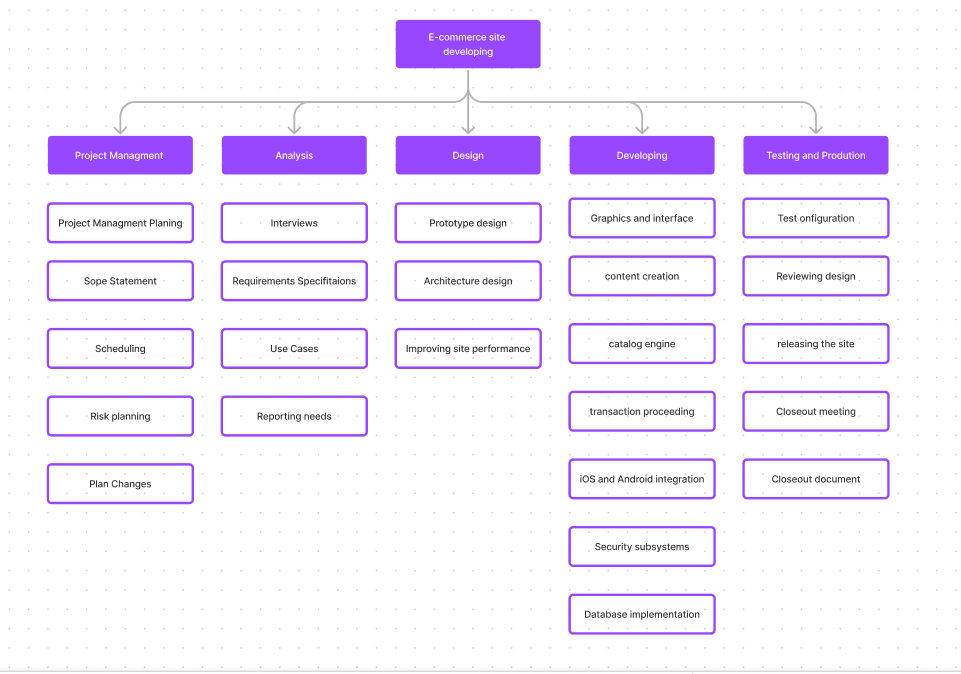 E-commerce site
developing
Project Managment
Analysis
Design
Developing
Testing and Prodution
Project Managment Planing
Sope Statement
Scheduling
Risk planning
Plan Changes
Interviews
Requirements Specifitaions
Use Cases
Reporting needs
Prototype design
Architecture design
Improving site performance
Graphics and interface
content creation
catalog engine
transaction proceeding
iOS and Android integration
Security subsystems
Database implementation
Test onfiguration
Reviewing design
releasing the site
Closeout meeting
Closeout document